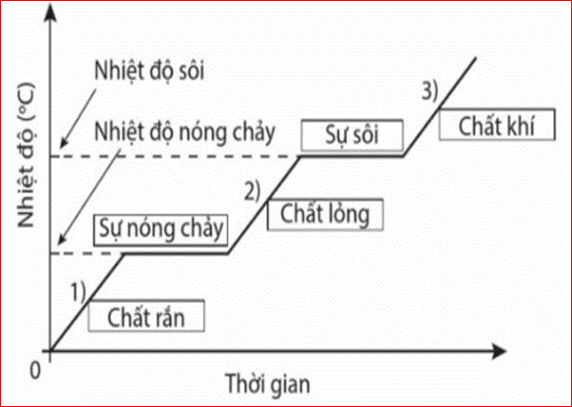 Nhiệt độ (°C)
Nhiệt độ sôi
Nhiệt độ nóng chảy
3)
Chất khí
Sự sôi
2)
Chất lỏng
Sự nóng chảy
1)
Chất rắn
0
Thời gian